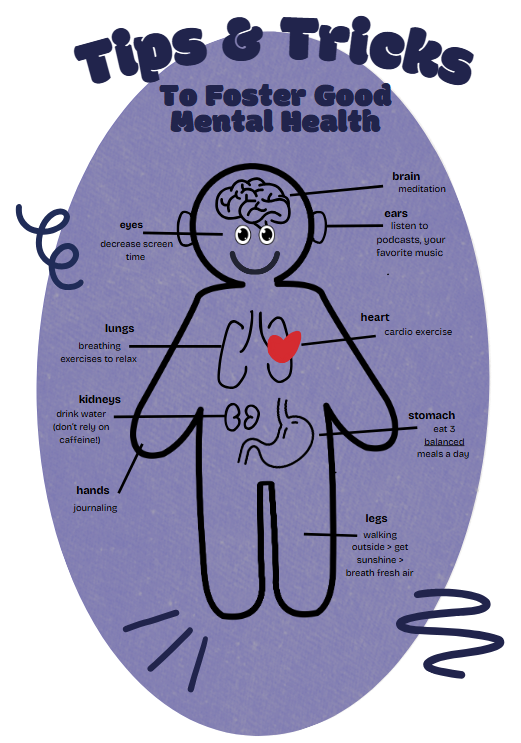 Tips & Tricks
To Foster Good
Mental Health
brain
meditation
ears
listen to
podcasts, your
favorite music
eyes
decrease screen
time
heart
cardio exercise
lungs
breathing
exercises to relax
kidneys
drink water
(don't rely on
caffeine!)
stomach
eat 3
balanced
meals a day
hands
journaling
legs
walking
outside > get
sunshine >
breath fresh air